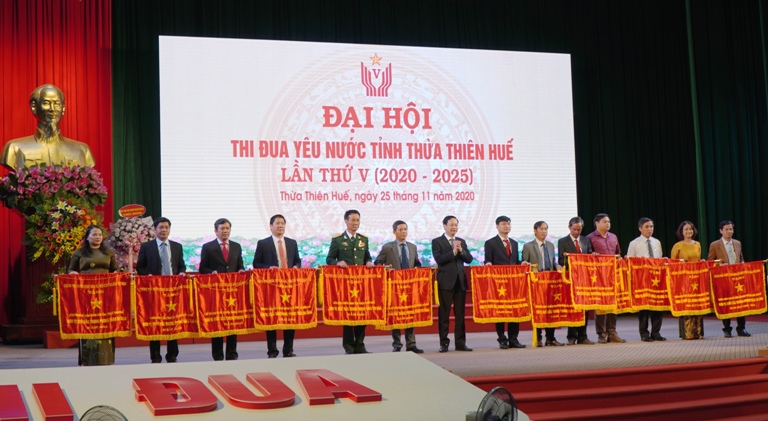 V
ĐẠI HỘI
THI ĐUA YÊU NƯỚC TỈNH THỪA THIÊN HUẾ
LẦN THỨ V (2020 - 2025)
Thừa Thiên Huế, ngày 25 tháng 11 năm 2020
I ĐUA